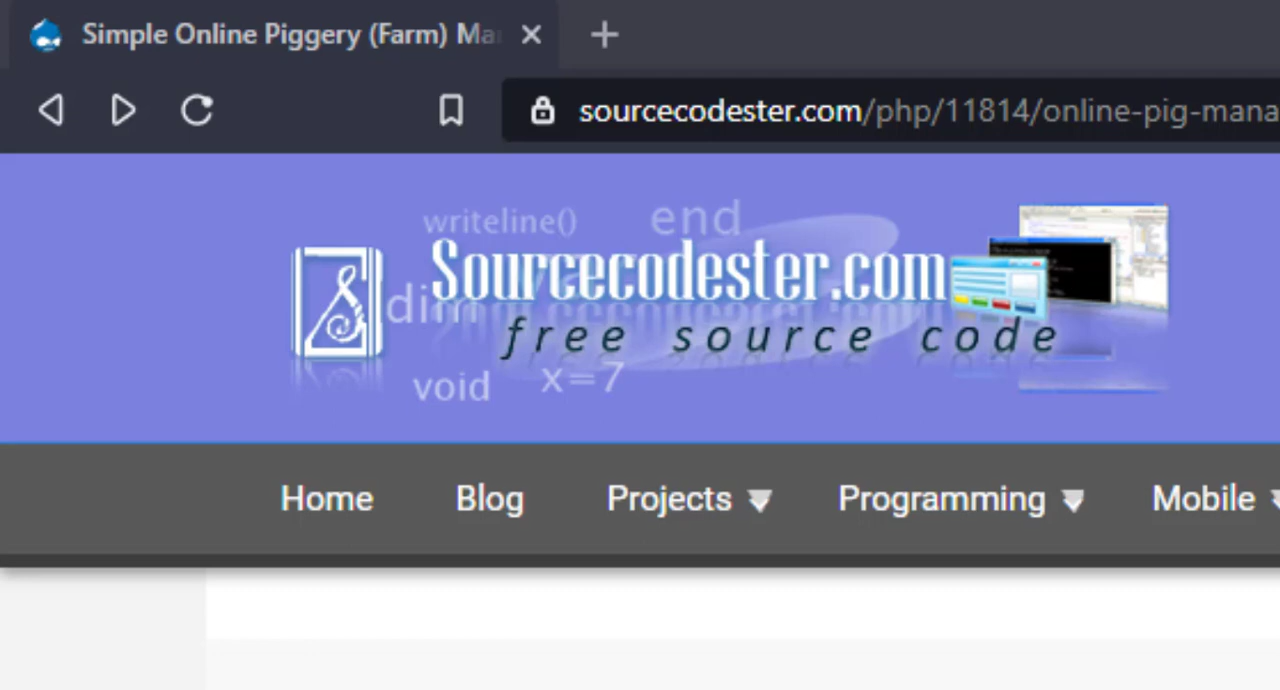 Simple Online Piggery (Farm) Ma
sourcecodester.com/php/11814/online-pig-mana
writeline() end
Sourcecodester.com
dim
free source code
void x=7
Home Blog Projects Programming Mobile